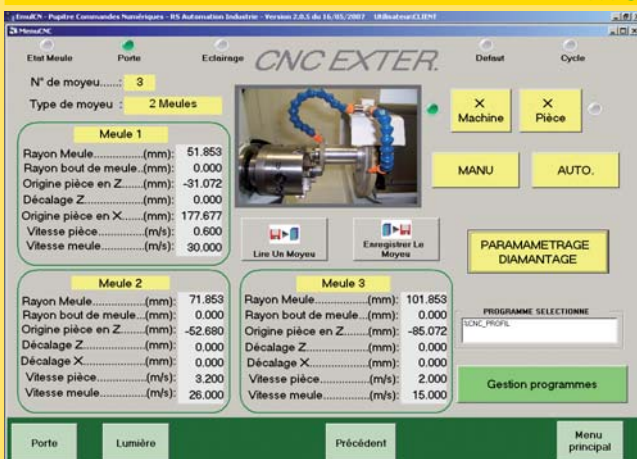 EmulCN - Pupitre Commandes Numériques - RS Automation Industrie - Version 2.0.5 du 16/05/2007 Utilisateur:CLIENT
MenuCNC
Etat Meule
Porte
Eclairage
CNC EXTER.
Defaut
Cycle
N° de moyeu......: 3
Type de moyeu : 2 Meules
X Machine
X Pièce
MANU
AUTO.
Meule 1
Rayon Meule...............(mm): 51.853
Rayon bout de meule..(mm): 0.000
Origine pièce en Z.......(mm): -31.072
Décalage Z..................(mm): 0.000
Origine pièce en X.......(mm): 177.677
Vitesse pièce..............(m/s): 0.600
Vitesse meule.............(m/s): 30.000
Lire Un Moyeu
Enregistrer Le Moyeu
PARAMAMETRAGE DIAMANTAGE
Meule 2
Rayon Meule...............(mm): 71.853
Rayon bout de meule...(mm): 0.000
Origine pièce en Z.......(mm): -52.680
Décalage Z..................(mm): 0.000
Décalage X..................(mm): 0.000
Vitesse pièce..............(m/s): 3.200
Vitesse meule.............(m/s): 26.000
Meule 3
Rayon Meule...............(mm): 101.853
Rayon bout de meule...(mm): 0.000
Origine pièce en Z.......(mm): -85.072
Décalage Z..................(mm): 0.000
Décalage X..................(mm): 0.000
Vitesse pièce..............(m/s): 2.000
Vitesse meule.............(m/s): 15.000
PROGRAMME SELECTIONNE
%CNC_PROFIL
Gestion programmes
Porte
Lumière
Précédent
Menu principal